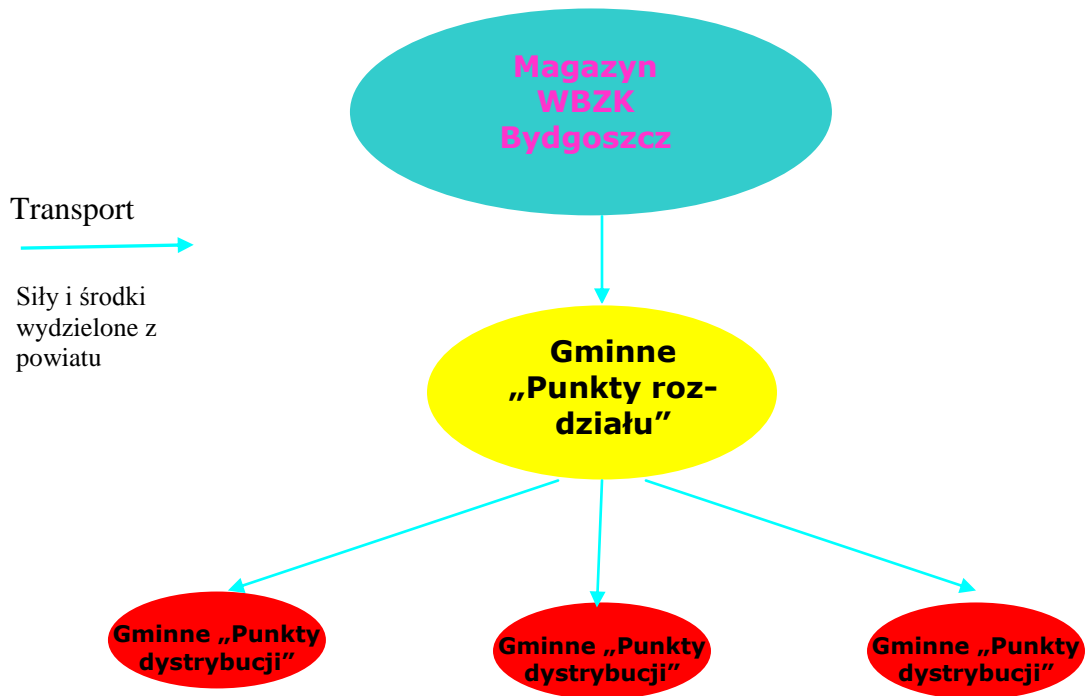 Magazyn
WBZK
Bydgoszcz
Transport
Siły i środki
wydzielone z
powiatu
Gminne
„Punkty roz-
działu”
Gminne „Punkty
dystrybucji”
Gminne „Punkty
dystrybucji”
Gminne „Punkty
dystrybucji”